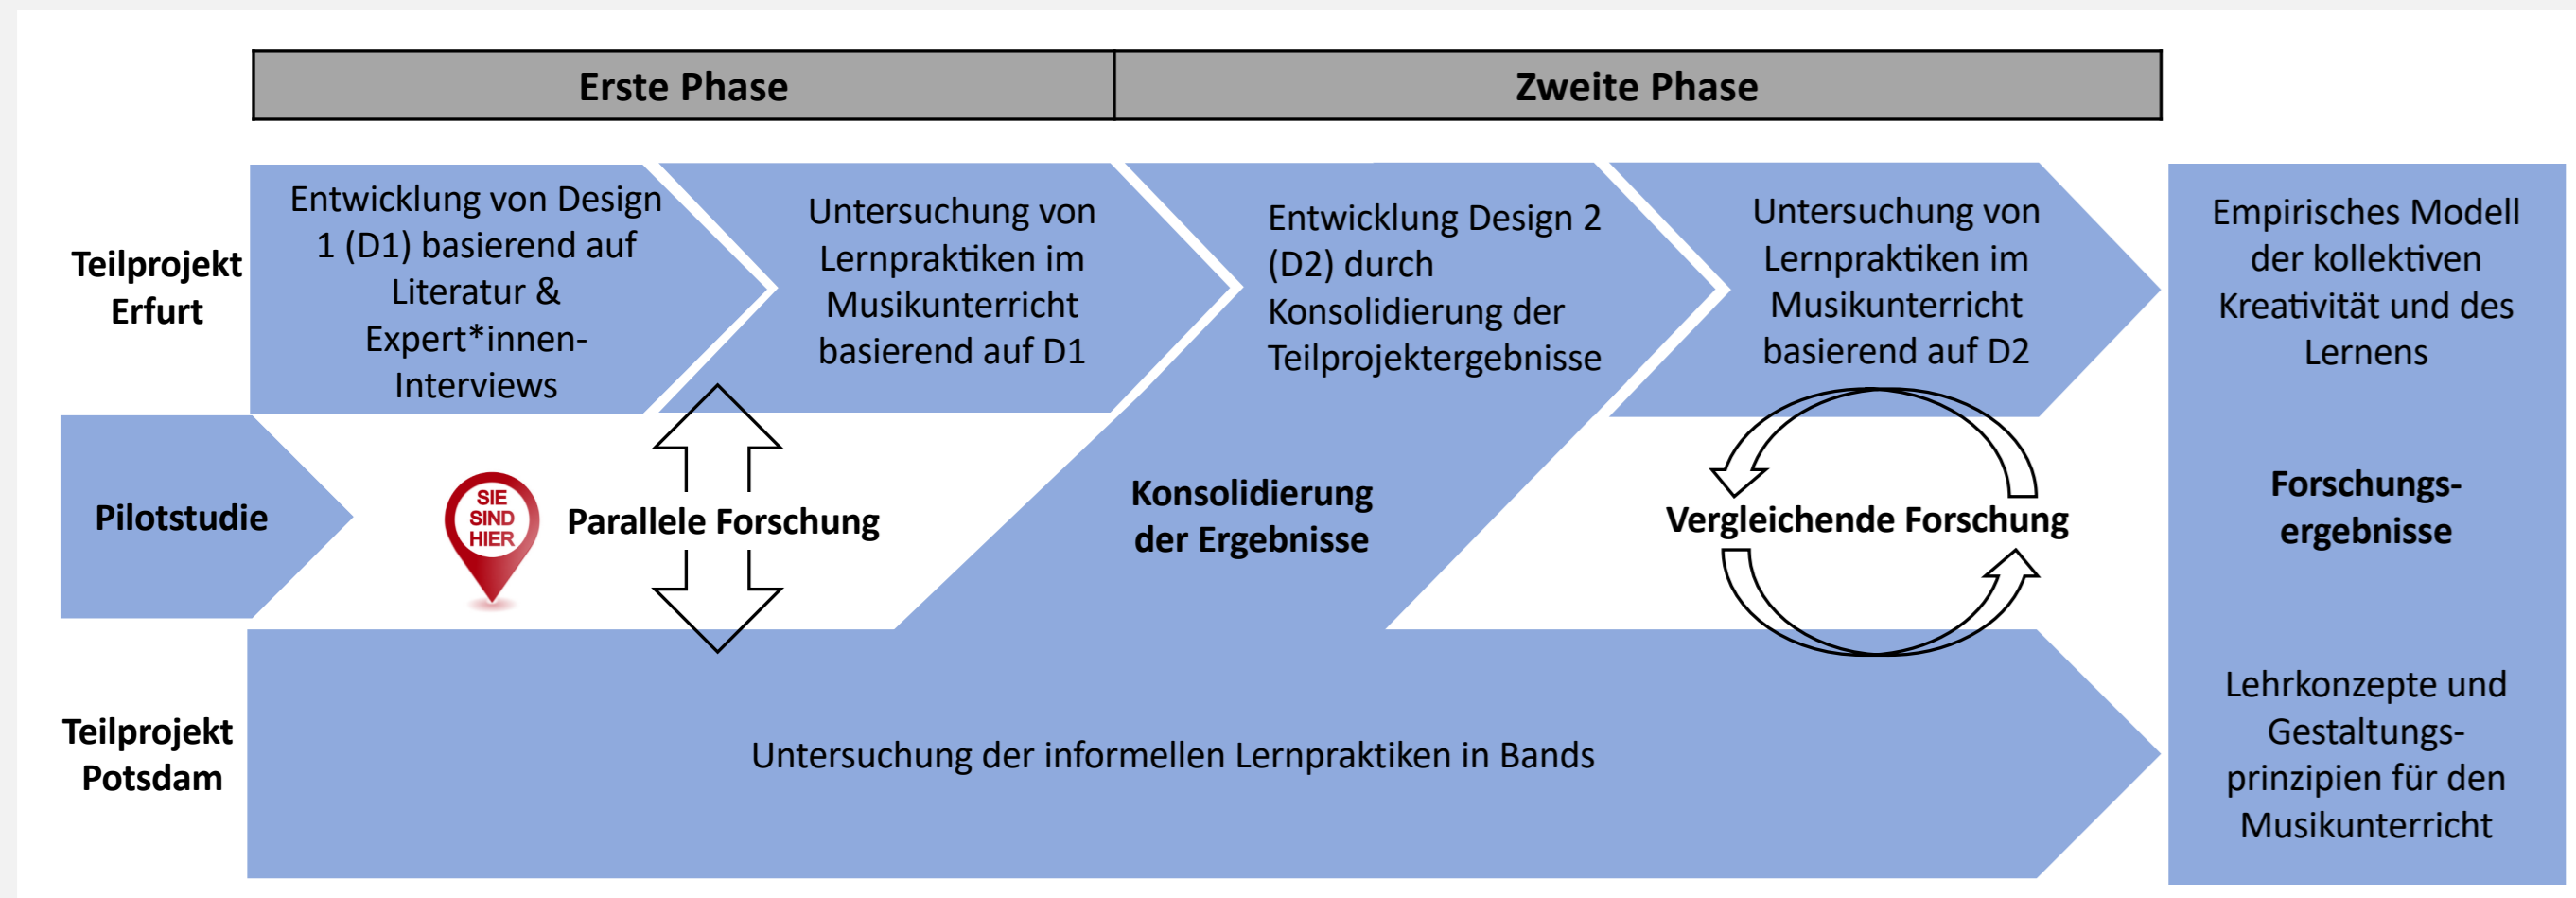 Erste Phase
Zweite Phase
Teilprojekt
Erfurt
Entwicklung von Design
1 (D1) basierend auf
Literatur &
Expert*innen-
Interviews
Untersuchung von
Lernpraktiken im
Musikunterricht
basierend auf D1
Entwicklung Design 2
(D2) durch
Konsolidierung der
Teilprojektergebnisse
Untersuchung von
Lernpraktiken im
Musikunterricht
basierend auf D2
Empirisches Modell
der kollektiven
Kreativität und des
Lernens
Pilotstudie
SIE
SIND
HIER
Parallele Forschung
Konsolidierung
der Ergebnisse
Vergleichende Forschung
Forschungs-
ergebnisse
Teilprojekt
Potsdam
Untersuchung der informellen Lernpraktiken in Bands
Lehrkonzepte und
Gestaltungs-
prinzipien für den
Musikunterricht